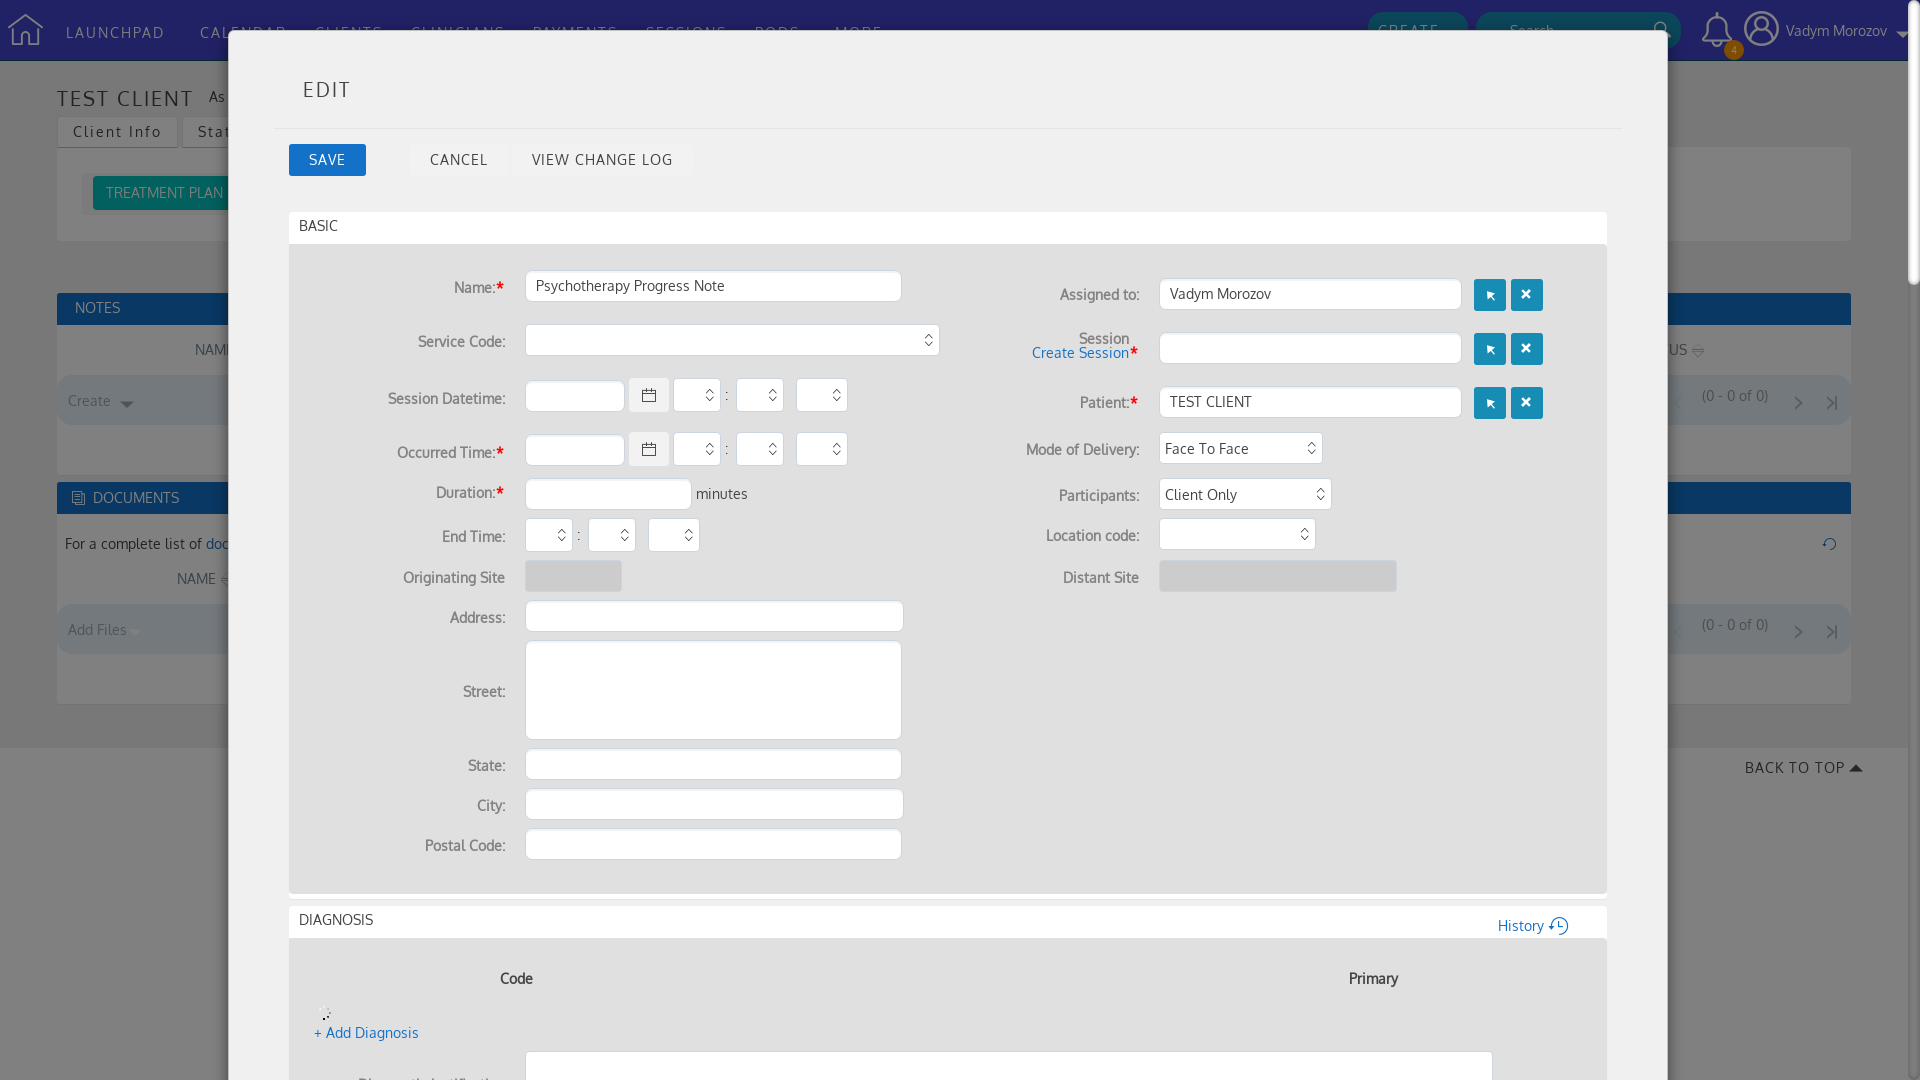 LAUNCHPAD CALENDAR CLIENTS CLINICIANS PAYMENTS SESSIONS PODS MORE CREATE Search 4 Vadym Morozov
TEST CLIENT As
Client Info Stat
TREATMENT PLAN
NOTES
NAM
US
Create
(0 - 0 of 0)
DOCUMENTS
For a complete list of doc
NAME
Add Files
(0 - 0 of 0)
BACK TO TOP
EDIT
SAVE CANCEL VIEW CHANGE LOG
BASIC
Name:* Psychotherapy Progress Note
Assigned to: Vadym Morozov
Service Code:
Session
Create Session*
Session Datetime: :
Patient:* TEST CLIENT
Occurred Time:* :
Mode of Delivery: Face To Face
Duration:* minutes
Participants: Client Only
End Time: :
Location code:
Originating Site
Distant Site
Address:
Street:
State:
City:
Postal Code:
DIAGNOSIS
History
Code Primary
+ Add Diagnosis